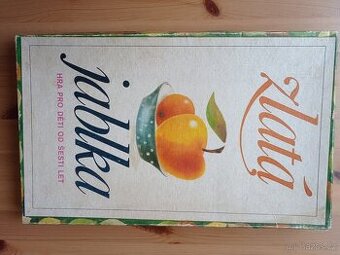 zlatá
jablka
HRA PRO DĚTI OD ŠESTI LET